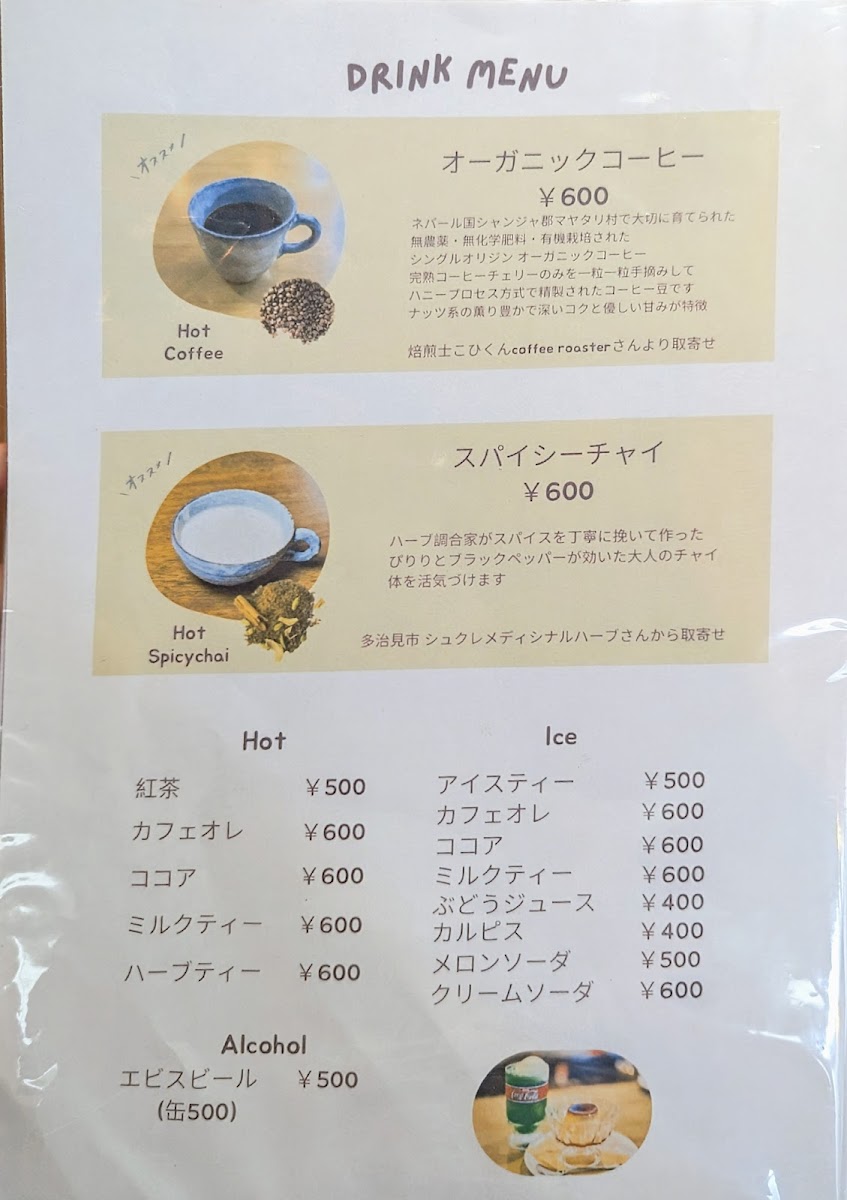 DRINK MENU
オススメ
オーガニックコーヒー
￥600
ネパール国シャンジャ郡マヤタリ村で大切に育てられた
無農薬・無化学肥料・有機栽培された
シングルオリジン オーガニックコーヒー
完熟コーヒーチェリーのみを一粒一粒手摘みして
ハニープロセス方式で精製されたコーヒー豆です
ナッツ系の薫り豊かで深いコクと優しい甘みが特徴
焙煎士こひくんcoffee roasterさんより取寄せ
Hot
Coffee
オススメ
スパイシーチャイ
￥600
ハーブ調合家がスパイスを丁寧に挽いて作った
びりりとブラックペッパーが効いた大人のチャイ
体を活気づけます
多治見市 シュクレメディシナルハーブさんから取寄せ
Hot
Spicychai
Hot
紅茶 ￥500
カフェオレ ￥600
ココア ￥600
ミルクティー ￥600
ハーブティー ￥600
Ice
アイスティー ￥500
カフェオレ ￥600
ココア ￥600
ミルクティー ￥600
ぶどうジュース ￥400
カルピス ￥400
メロンソーダ ￥500
クリームソーダ ￥600
Alcohol
エビスビール ￥500
(缶500)
Coca-Cola